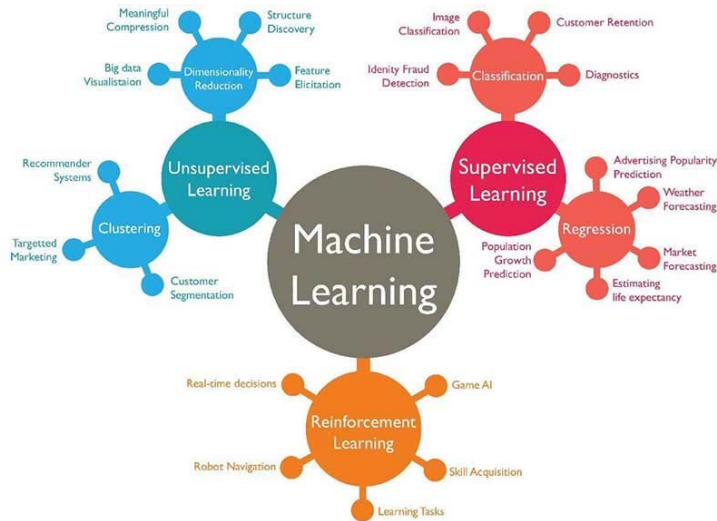 Meaningful
Compression
Structure
Discovery
Big data
Visualistaion
Dimensionality
Reduction
Feature
Elicitation
Image
Classification
Customer Retention
Idenity Fraud
Detection
Classification
Diagnostics
Unsupervised
Learning
Supervised
Learning
Recommender
Systems
Clustering
Targetted
Marketing
Customer
Segmentation
Advertising Popularity
Prediction
Weather
Forecasting
Regression
Population
Growth
Prediction
Market
Forecasting
Estimating
life expectancy
Machine
Learning
Real-time decisions
Game AI
Reinforcement
Learning
Robot Navigation
Skill Acquisition
Learning Tasks